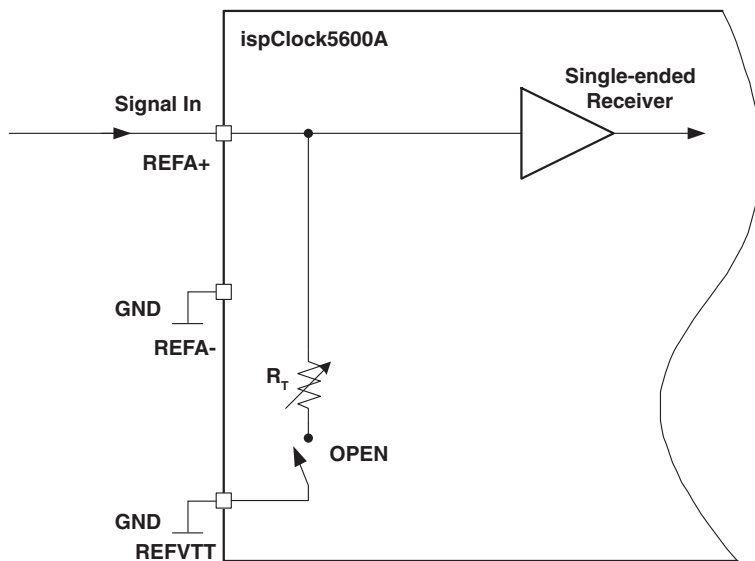 ispClock5600A
Single-ended
Receiver
Signal In
REFA+
GND
REFA-
RT
OPEN
GND
REFVTT